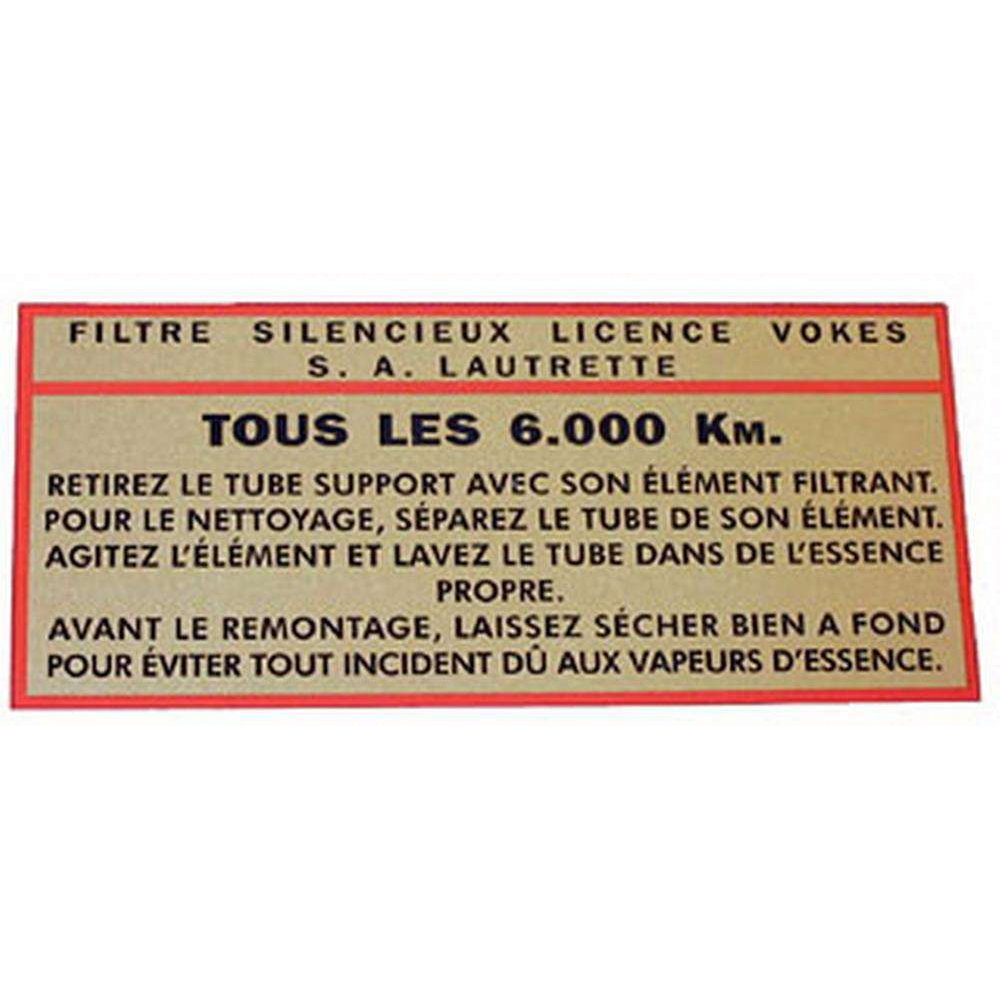 FILTRE SILENCIEUX LICENCE VOKES
S. A. LAUTRETTE
TOUS LES 6.000 KM.
RETIREZ LE TUBE SUPPORT AVEC SON ÉLÉMENT FILTRANT.
POUR LE NETTOYAGE, SÉPAREZ LE TUBE DE SON ÉLÉMENT.
AGITEZ L'ÉLÉMENT ET LAVEZ LE TUBE DANS DE L'ESSENCE
PROPRE.
AVANT LE REMONTAGE, LAISSEZ SÉCHER BIEN A FOND
POUR ÉVITER TOUT INCIDENT DÛ AUX VAPEURS D'ESSENCE.